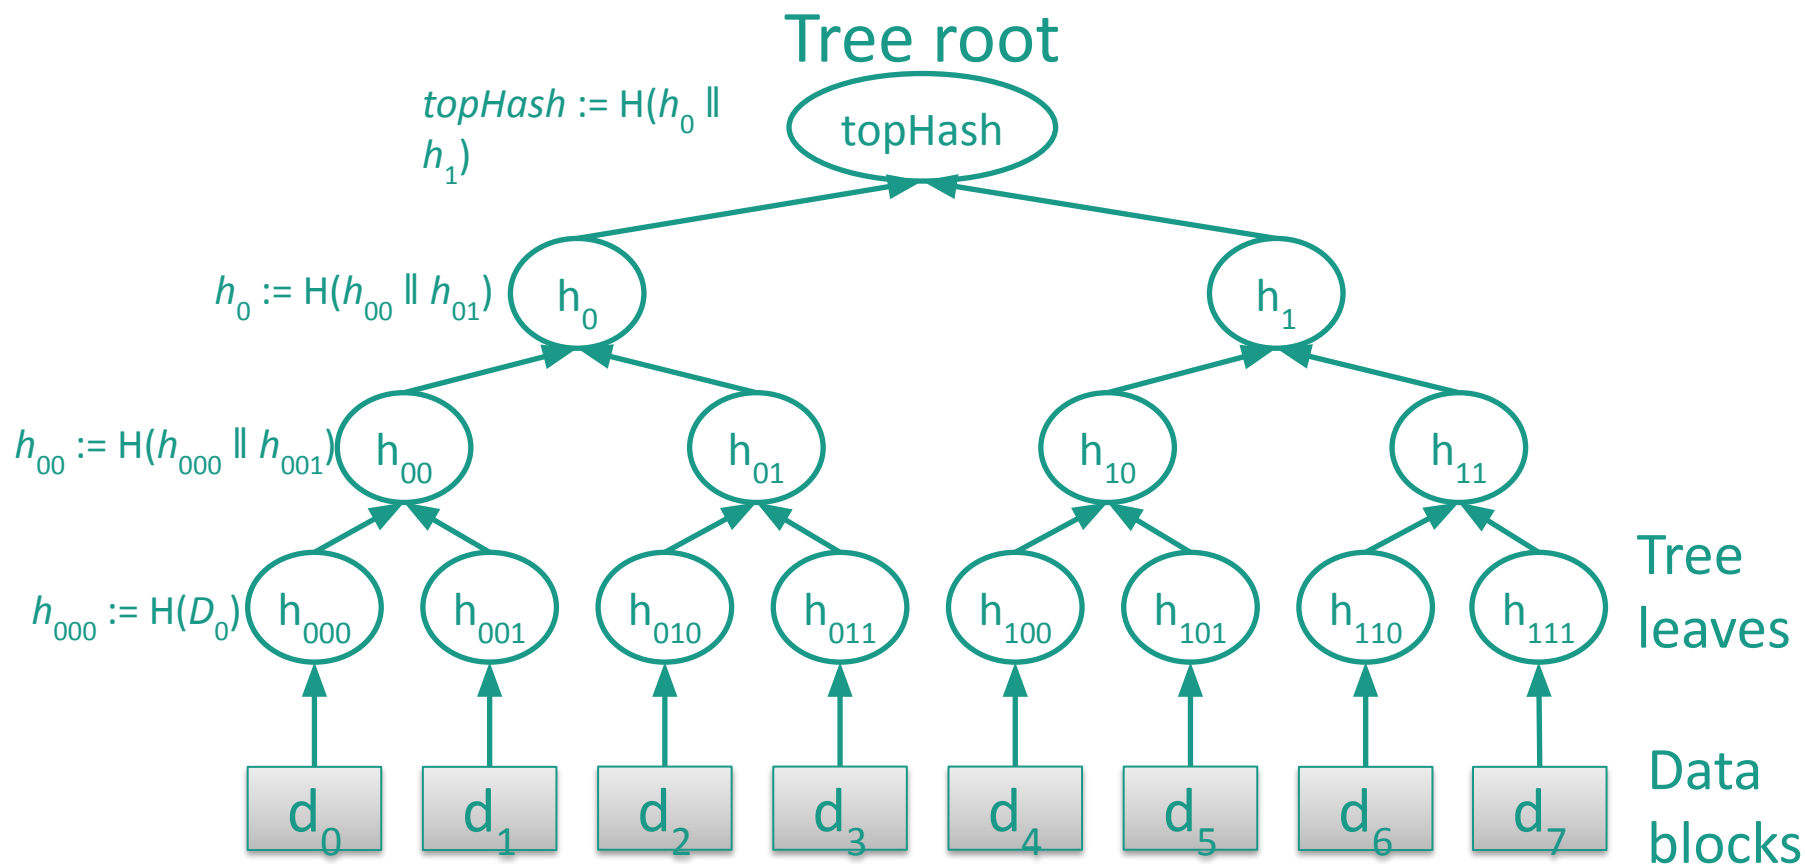 Tree root
topHash := H(h₀ ‖
h₁)
topHash
h₀ := H(h₀₀ ‖ h₀₁)
h₀
h₁
h₀₀ := H(h₀₀₀ ‖ h₀₀₁)
h₀₀
h₀₁
h₁₀
h₁₁
h₀₀₀ := H(D₀)
h₀₀₀
h₀₀₁
h₀₁₀
h₀₁₁
h₁₀₀
h₁₀₁
h₁₁₀
h₁₁₁
Tree
leaves
d₀
d₁
d₂
d₃
d₄
d₅
d₆
d₇
Data
blocks